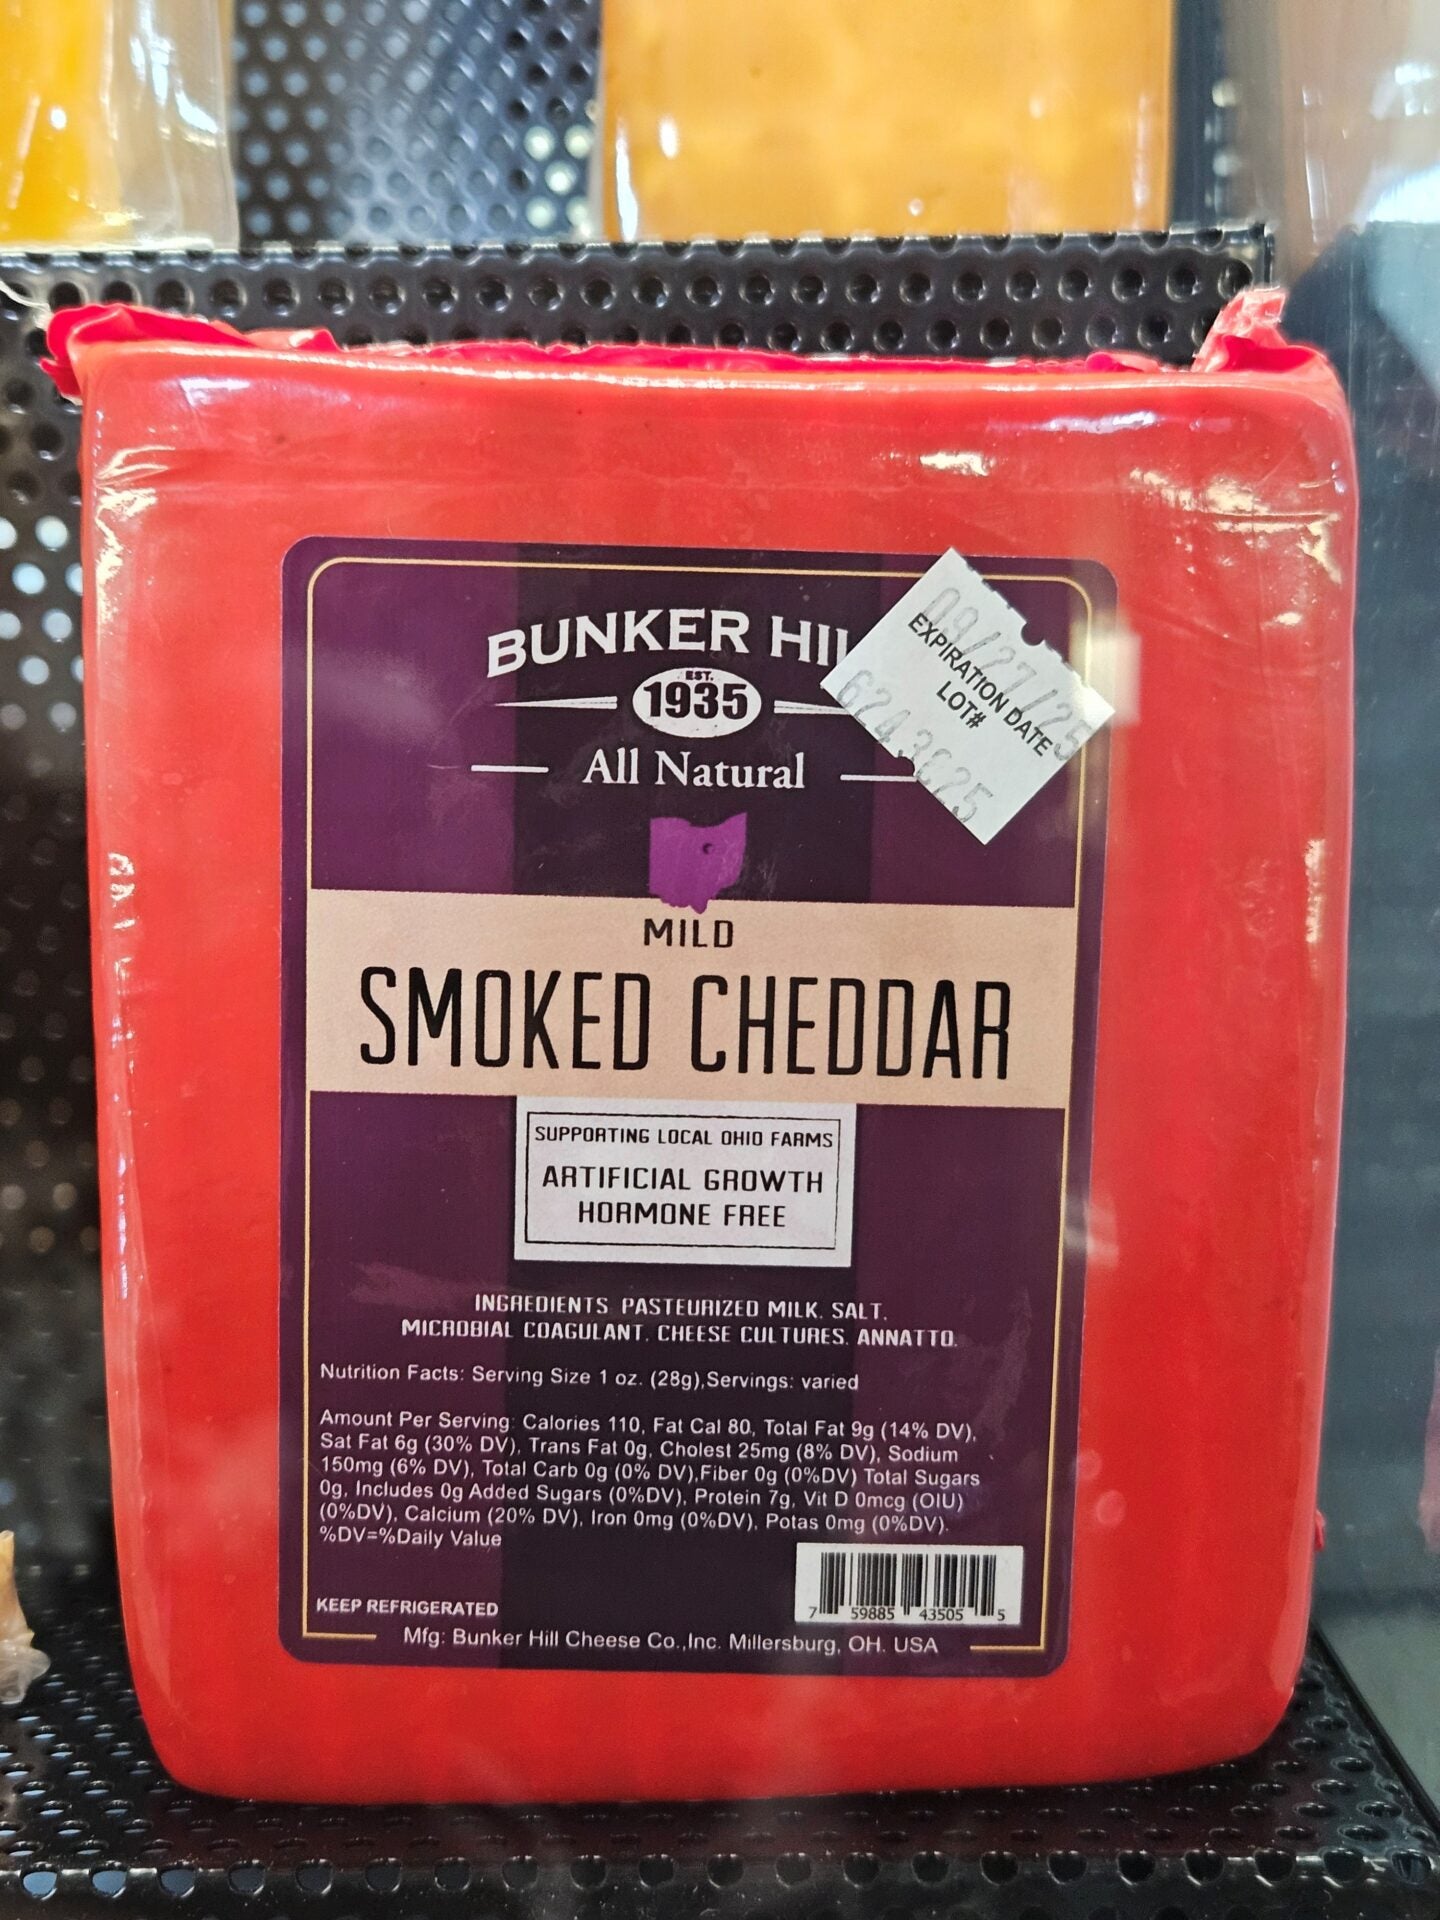 BUNKER HIL
EST.
1935
All Natural
09/27/25
EXPIRATION DATE
LOT#
MILD
SMOKED CHEDDAR
SUPPORTING LOCAL OHIO FARMS
ARTIFICIAL GROWTH
HORMONE FREE
INGREDIENTS: PASTEURIZED MILK, SALT,
MICROBIAL COAGULANT, CHEESE CULTURES, ANNATTO.
Nutrition Facts: Serving Size 1 oz. (28g),Servings: varied
Amount Per Serving: Calories 110, Fat Cal 80, Total Fat 9g (14% DV),
Sat Fat 6g (30% DV), Trans Fat 0g, Cholest 25mg (8% DV), Sodium
150mg (6% DV), Total Carb 0g (0% DV),Fiber 0g (0%DV) Total Sugars
0g, Includes 0g Added Sugars (0%DV), Protein 7g, Vit D 0mcg (OIU)
(0%DV), Calcium (20% DV), Iron 0mg (0%DV), Potas 0mg (0%DV).
%DV=%Daily Value
7 59885 43505 5
KEEP REFRIGERATED
Mfg: Bunker Hill Cheese Co.,Inc. Millersburg, OH. USA